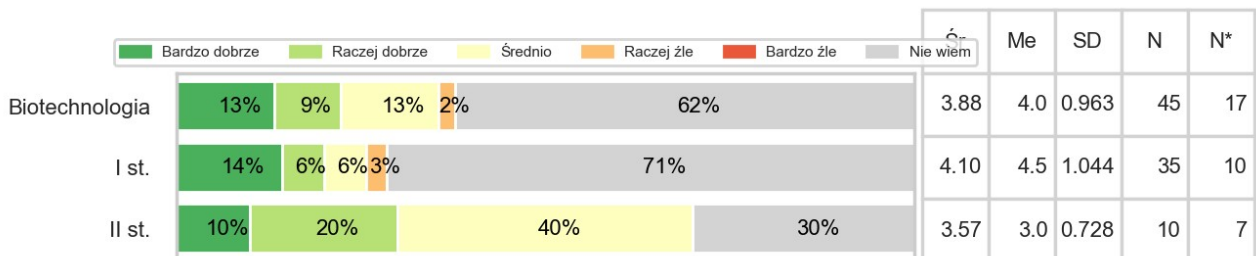 Bardzo dobrze Raczej dobrze Średnio Raczej źle Bardzo źle Nie wiem Śr Me SD N N*
Biotechnologia 13% 9% 13% 2% 62% 3.88 4.0 0.963 45 17
I st. 14% 6% 6% 3% 71% 4.10 4.5 1.044 35 10
II st. 10% 20% 40% 30% 3.57 3.0 0.728 10 7